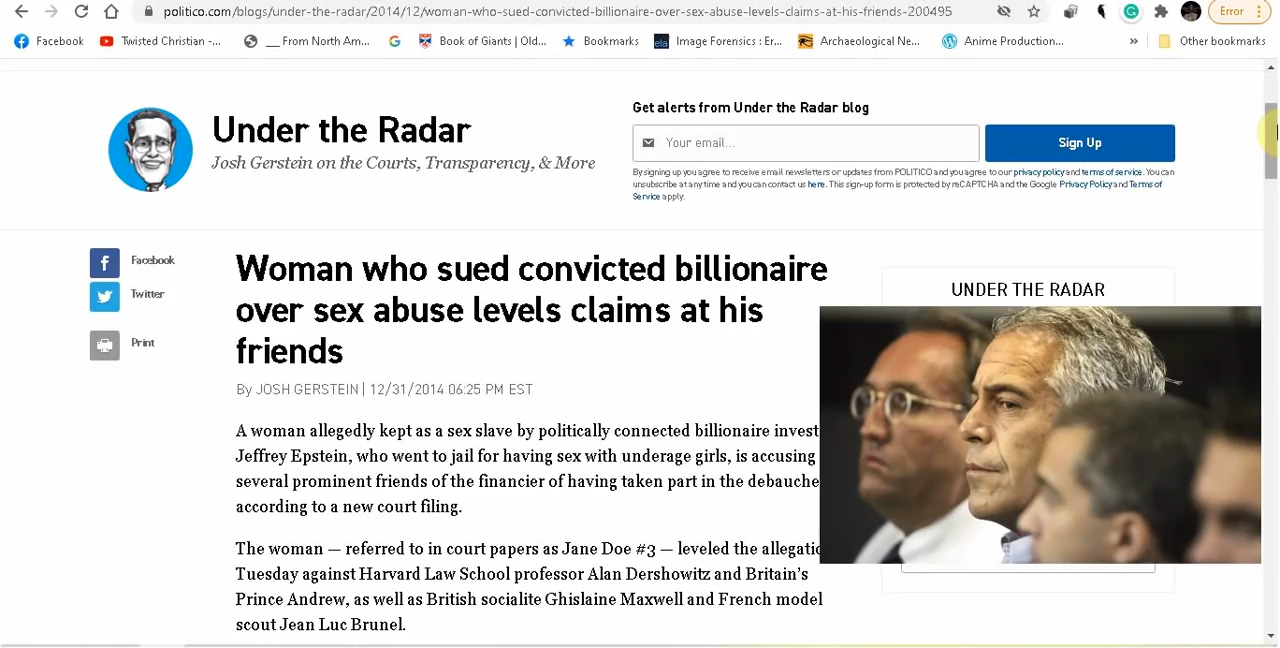 politico.com/blogs/under-the-radar/2014/12/woman-who-sued-convicted-billionaire-over-sex-abuse-levels-claims-at-his-friends-200495
Error
Facebook
Twisted Christian -...
__ From North Am...
Book of Giants | Old...
Bookmarks
Image Forensics : Er...
Archaeological Ne...
Anime Production...
»
Other bookmarks
Under the Radar
Josh Gerstein on the Courts, Transparency, & More
Get alerts from Under the Radar blog
Your email...
Sign Up
By signing up you agree to receive email newsletters or updates from POLITICO and you agree to our privacy policy and terms of service. You can
unsubscribe at any time and you can contact us here. This sign-up form is protected by reCAPTCHA and the Google Privacy Policy and Terms of
Service apply.
Facebook
Twitter
Print
Woman who sued convicted billionaire
over sex abuse levels claims at his
friends
By JOSH GERSTEIN | 12/31/2014 06:25 PM EST
A woman allegedly kept as a sex slave by politically connected billionaire invest
Jeffrey Epstein, who went to jail for having sex with underage girls, is accusing
several prominent friends of the financier of having taken part in the debauche
according to a new court filing.
The woman — referred to in court papers as Jane Doe #3 — leveled the allegatio
Tuesday against Harvard Law School professor Alan Dershowitz and Britain's
Prince Andrew, as well as British socialite Ghislaine Maxwell and French model
scout Jean Luc Brunel.
UNDER THE RADAR